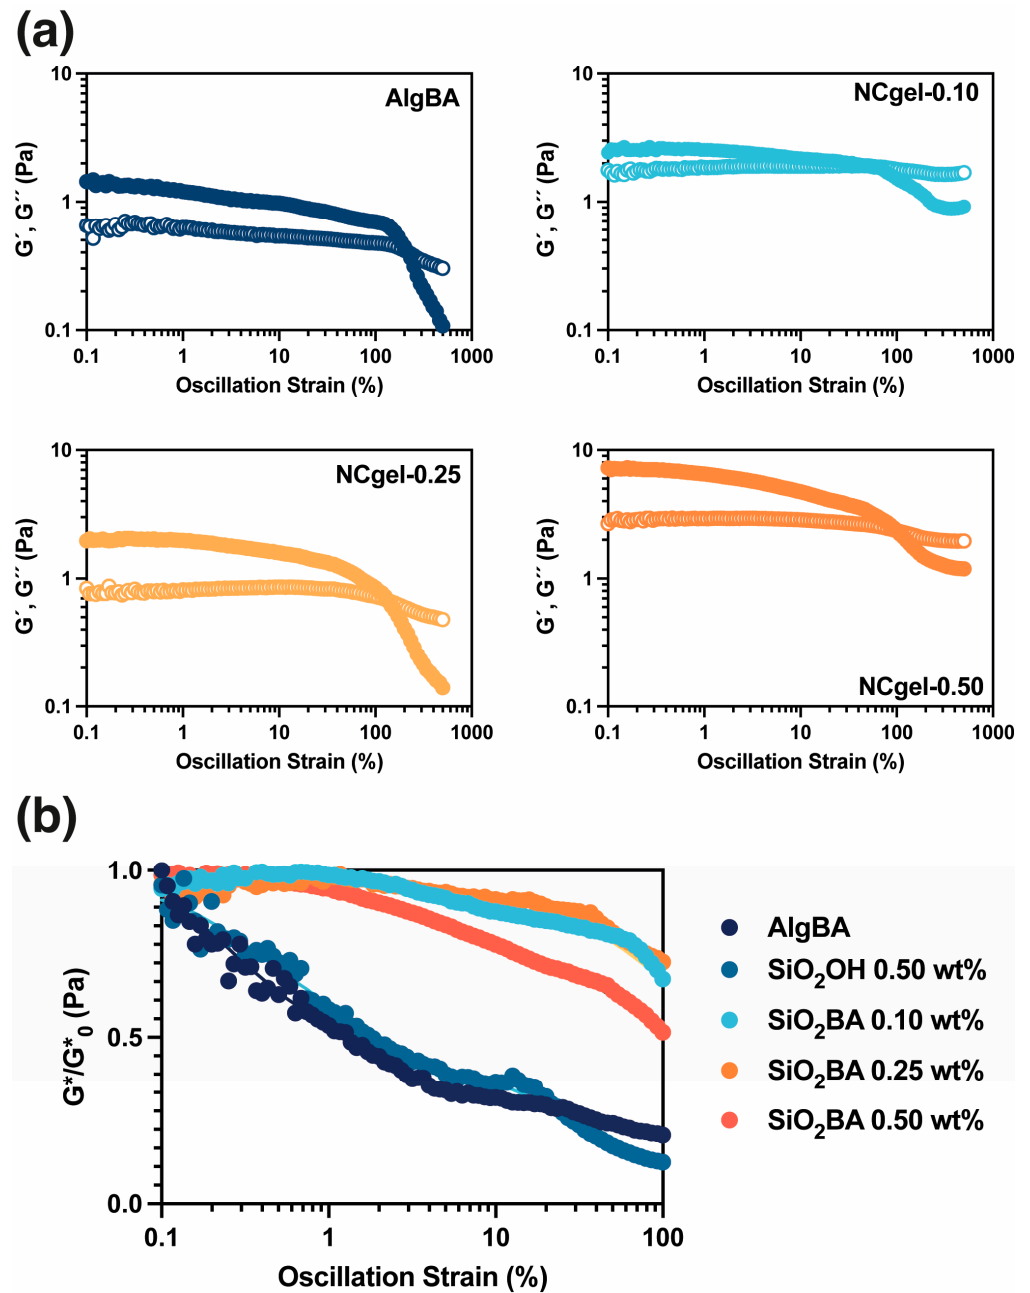 (a)
10
1
0.1
G´, G´´ (Pa)
AlgBA
0.1 1 10 100 1000
Oscillation Strain (%)
10
1
0.1
G´, G´´ (Pa)
NCgel-0.10
0.1 1 10 100 1000
Oscillation Strain (%)
10
1
0.1
G´, G´´ (Pa)
NCgel-0.25
0.1 1 10 100 1000
Oscillation Strain (%)
10
1
0.1
G´, G´´ (Pa)
NCgel-0.50
0.1 1 10 100 1000
Oscillation Strain (%)
(b)
1.0
0.5
0.0
G*/G*₀ (Pa)
0.1 1 10 100
Oscillation Strain (%)
AlgBA
SiO₂OH 0.50 wt%
SiO₂BA 0.10 wt%
SiO₂BA 0.25 wt%
SiO₂BA 0.50 wt%